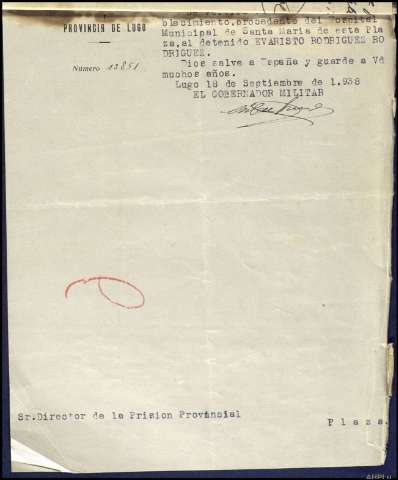 PROVINCIA DE LUGO
Número 13851
blecimiento,procedente del Hospital
Municipal de Santa Maria de esta Pla
za,al detenido EVARISTO RODRIGUEZ RO
DRIGUEZ.
Dios salve a España y guarde a Vd
muchos años.
Lugo 18 de Septiembre de 1.938
EL GOBERNADOR MILITAR
Sr.Director de la Prision Provincial
Plaza.